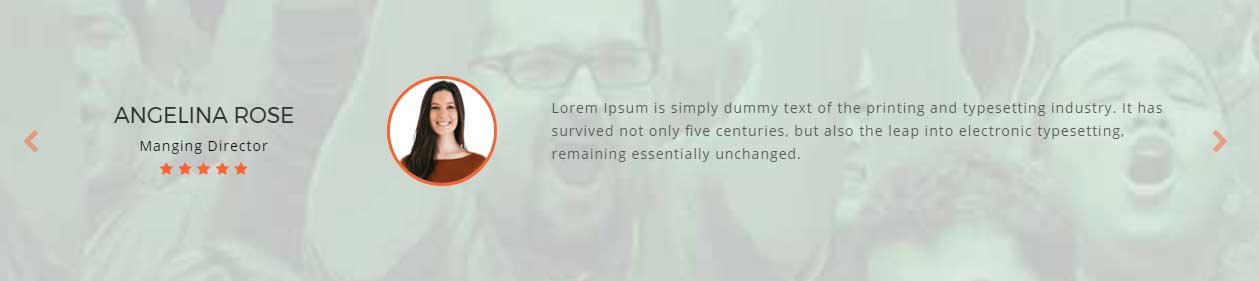 ANGELINA ROSE
Manging Director
Lorem Ipsum is simply dummy text of the printing and typesetting industry. It has
survived not only five centuries, but also the leap into electronic typesetting,
remaining essentially unchanged.